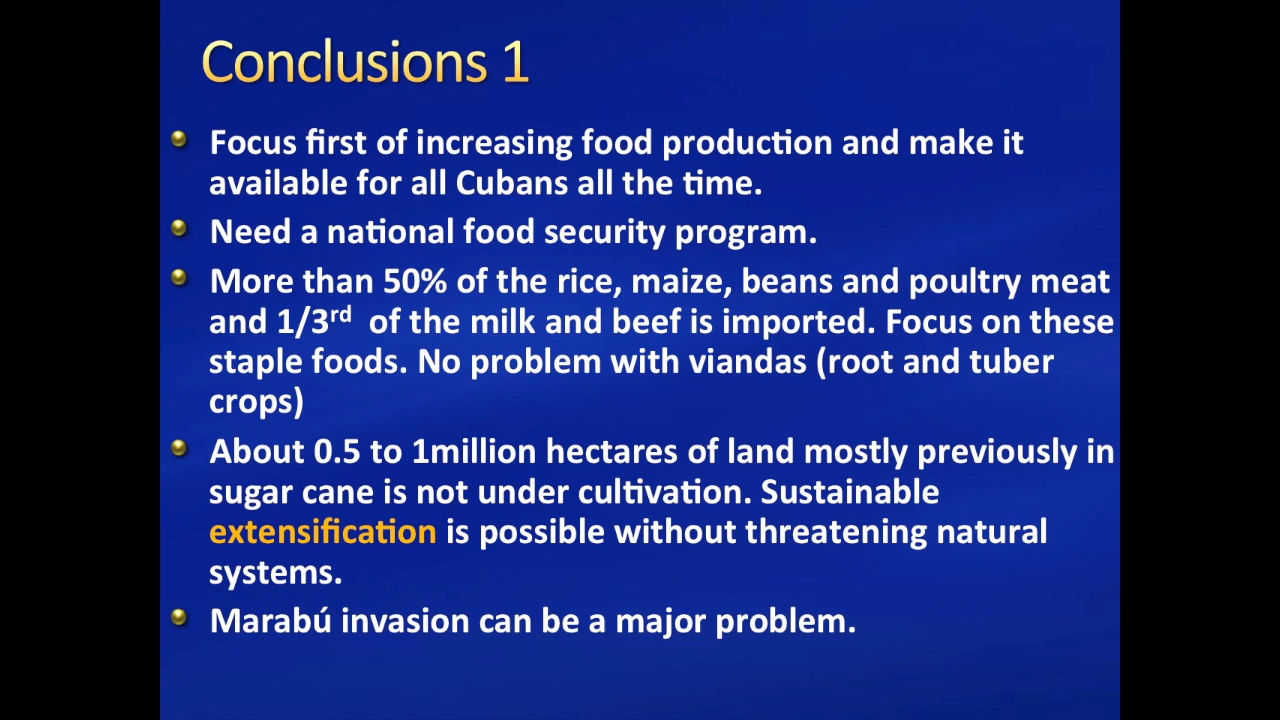 Conclusions 1
Focus first of increasing food production and make it
available for all Cubans all the time.
Need a national food security program.
More than 50% of the rice, maize, beans and poultry meat
and 1/3rd of the milk and beef is imported. Focus on these
staple foods. No problem with viandas (root and tuber
crops)
About 0.5 to 1million hectares of land mostly previously in
sugar cane is not under cultivation. Sustainable
extensification is possible without threatening natural
systems.
Marabú invasion can be a major problem.